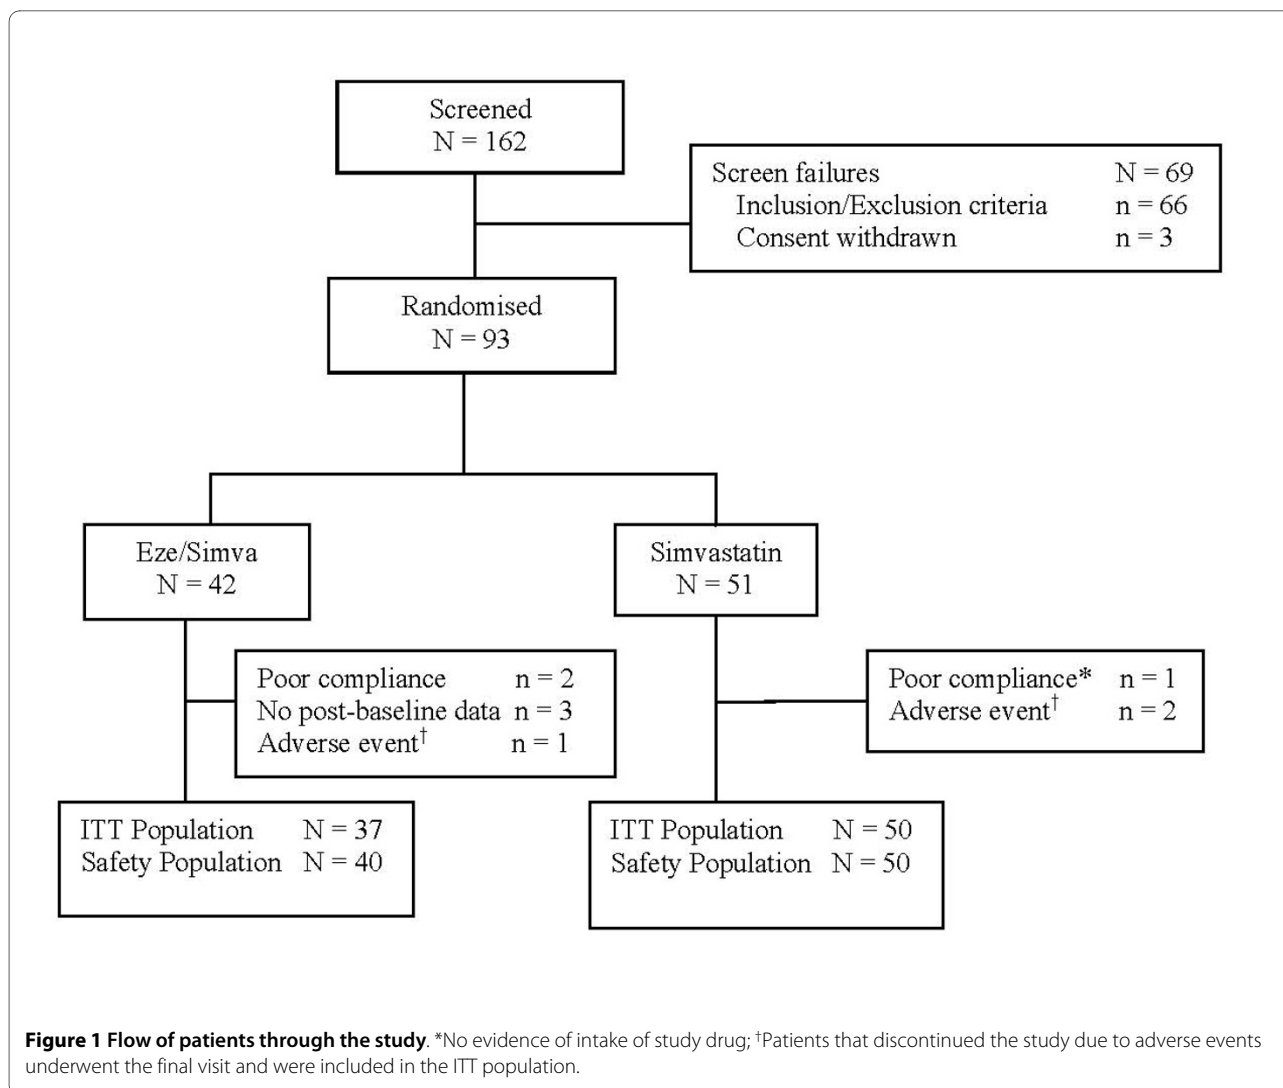 Screened
N = 162
Screen failures N = 69
Inclusion/Exclusion criteria n = 66
Consent withdrawn n = 3
Randomised
N = 93
Eze/Simva
N = 42
Simvastatin
N = 51
Poor compliance n = 2
No post-baseline data n = 3
Adverse event† n = 1
Poor compliance* n = 1
Adverse event† n = 2
ITT Population N = 37
Safety Population N = 40
ITT Population N = 50
Safety Population N = 50
Figure 1 Flow of patients through the study. *No evidence of intake of study drug; †Patients that discontinued the study due to adverse events
underwent the final visit and were included in the ITT population.